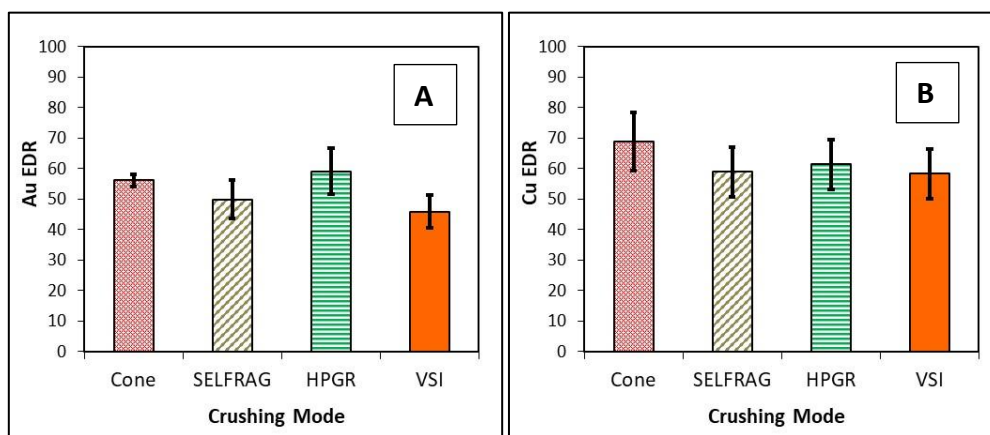 A
Au EDR
100
90
80
70
60
50
40
30
20
10
0
Cone SELFRAG HPGR VSI
Crushing Mode
B
Cu EDR
100
90
80
70
60
50
40
30
20
10
0
Cone SELFRAG HPGR VSI
Crushing Mode